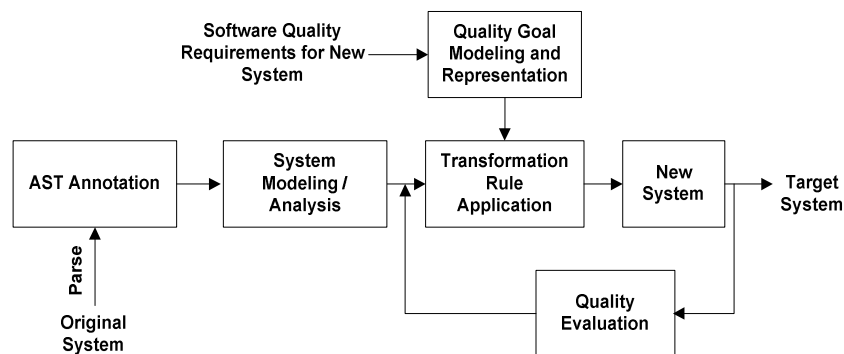 Software Quality
Requirements for New
System
Quality Goal
Modeling and
Representation
AST Annotation
System
Modeling /
Analysis
Transformation
Rule
Application
New
System
Target
System
Parse
Original
System
Quality
Evaluation